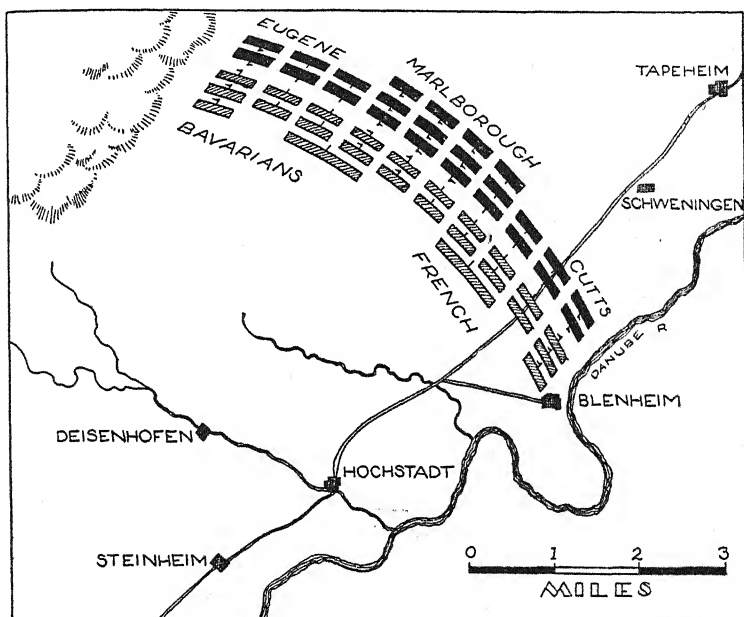 EUGENE
MARLBOROUGH
TAPEHEIM
BAVARIANS
SCHWENINGEN
FRENCH
CUTTS
DANUBE R
BLENHEIM
DEISENHOFEN
HOCHSTADT
STEINHEIM
0 1 2 3
MILES